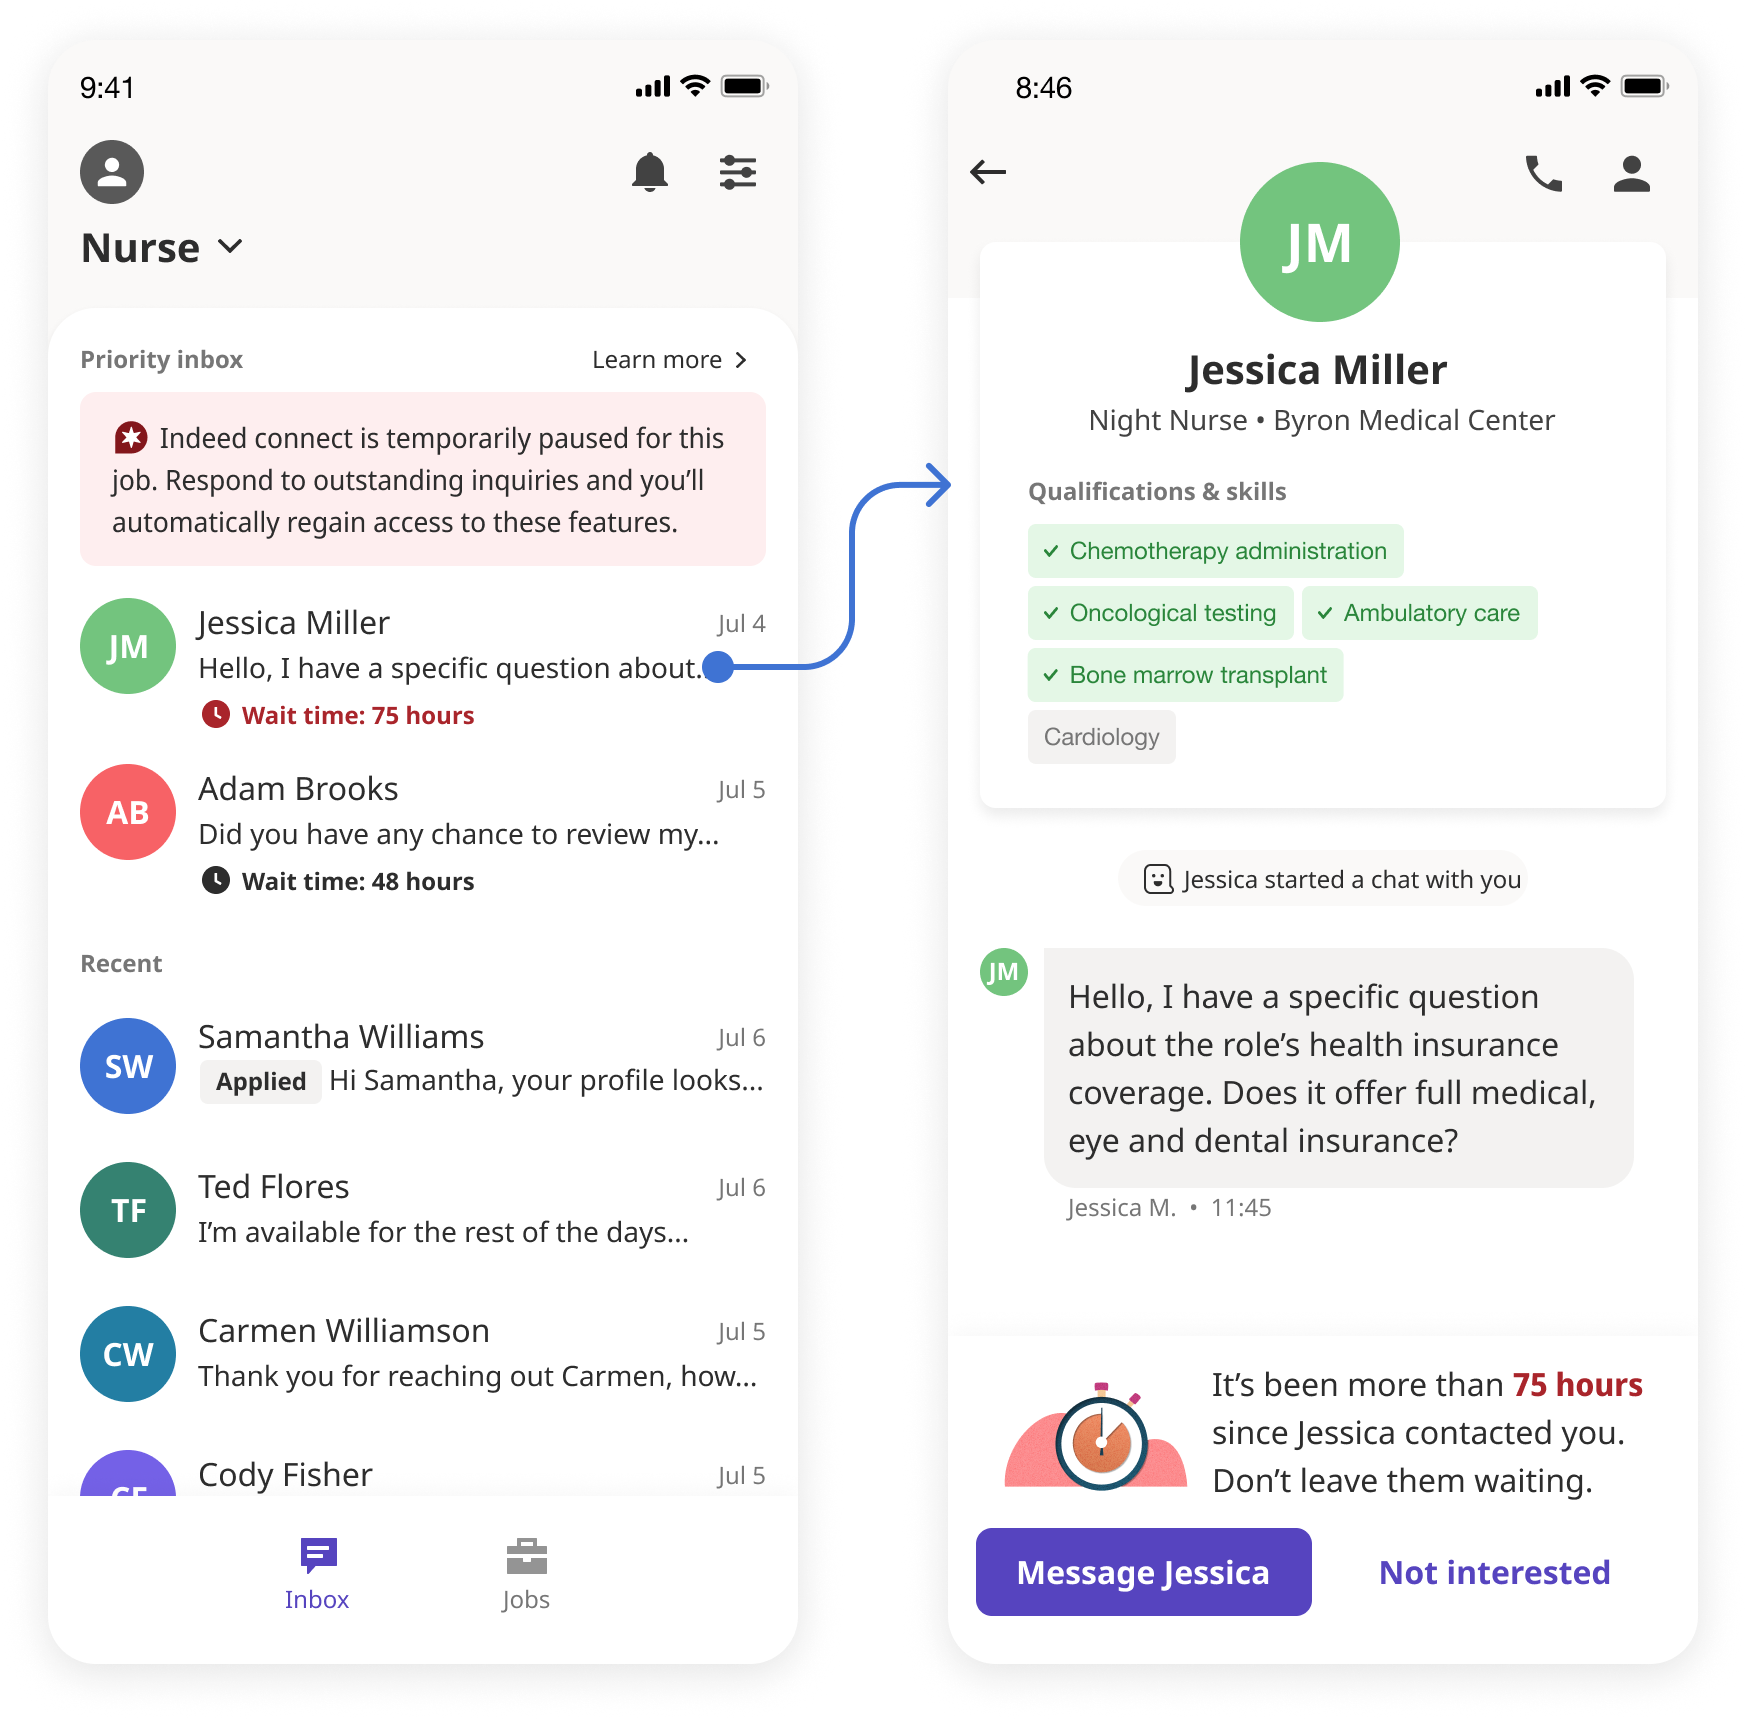 9:41
Nurse
Priority inbox
Learn more
Indeed connect is temporarily paused for this
job. Respond to outstanding inquiries and you’ll
automatically regain access to these features.
JM
Jessica Miller
Jul 4
Hello, I have a specific question about...
Wait time: 75 hours
AB
Adam Brooks
Jul 5
Did you have any chance to review my...
Wait time: 48 hours
Recent
SW
Samantha Williams
Jul 6
Applied
Hi Samantha, your profile looks...
TF
Ted Flores
Jul 6
I’m available for the rest of the days...
CW
Carmen Williamson
Jul 5
Thank you for reaching out Carmen, how...
CF
Cody Fisher
Jul 5
Inbox
Jobs
8:46
JM
Jessica Miller
Night Nurse • Byron Medical Center
Qualifications & skills
Chemotherapy administration
Oncological testing
Ambulatory care
Bone marrow transplant
Cardiology
Jessica started a chat with you
JM
Hello, I have a specific question
about the role’s health insurance
coverage. Does it offer full medical,
eye and dental insurance?
Jessica M. • 11:45
It’s been more than 75 hours
since Jessica contacted you.
Don’t leave them waiting.
Message Jessica
Not interested